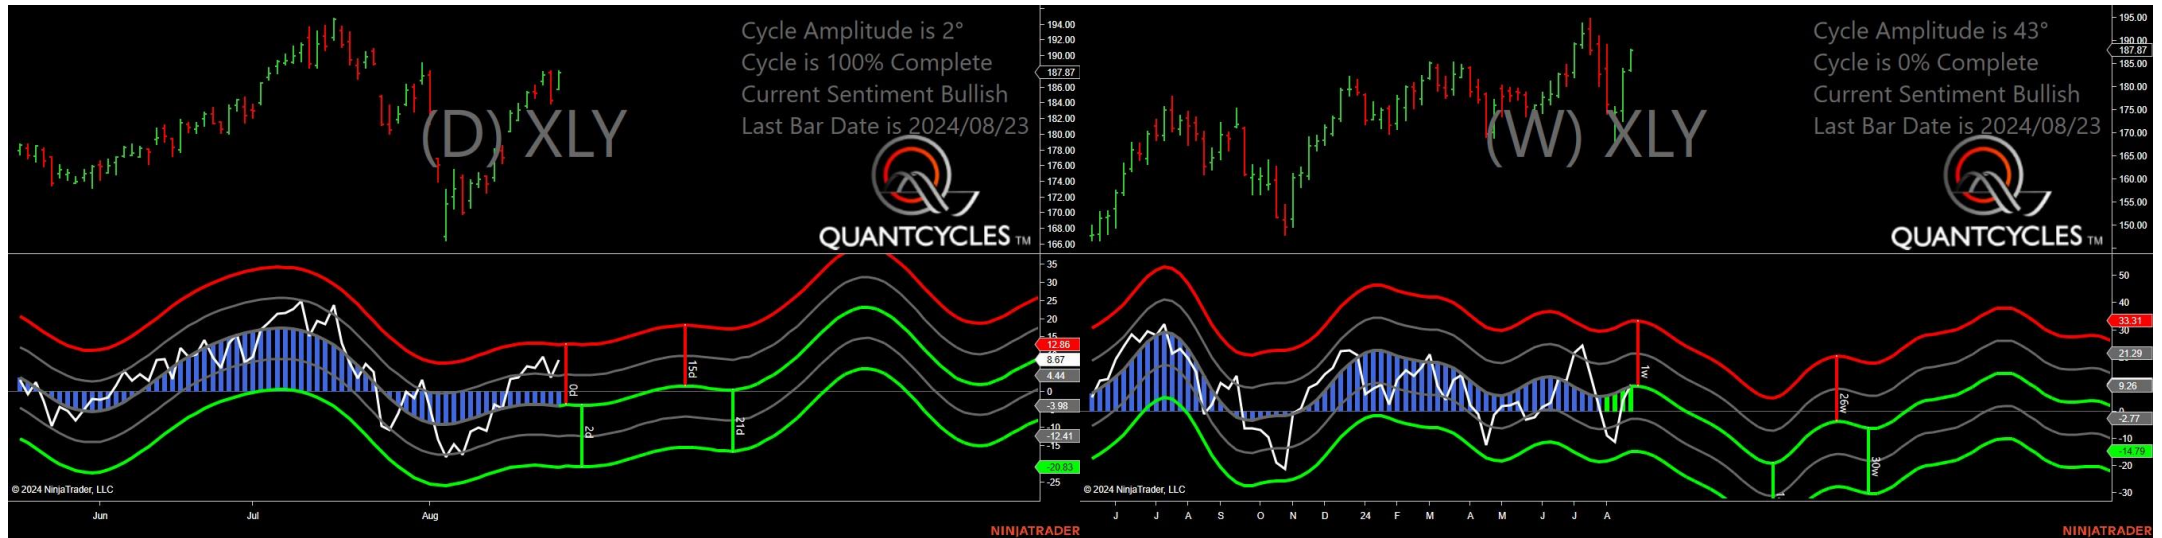 Cycle Amplitude is 2°
Cycle is 100% Complete
Current Sentiment Bullish
Last Bar Date is 2024/08/23
(D) XLY
QUANTCYCLES TM
194.00
192.00
190.00
187.87
186.00
184.00
182.00
180.00
178.00
176.00
174.00
172.00
170.00
168.00
166.00
35
30
25
20
15
12.86
8.67
4.44
0
-3.98
-10
-12.41
-15
-20.83
-25
0d
2d
15d
21d
© 2024 NinjaTrader, LLC
Jun Jul Aug
NINJATRADER
Cycle Amplitude is 43°
Cycle is 0% Complete
Current Sentiment Bullish
Last Bar Date is 2024/08/23
(W) XLY
QUANTCYCLES TM
195.00
190.00
187.87
185.00
180.00
175.00
170.00
165.00
160.00
155.00
150.00
50
40
33.31
30
21.29
9.26
-2.77
-10
-14.79
-20
-30
1w
26w
30w
© 2024 NinjaTrader, LLC
J J A S O N D 24 F M A M J J A
NINJATRADER